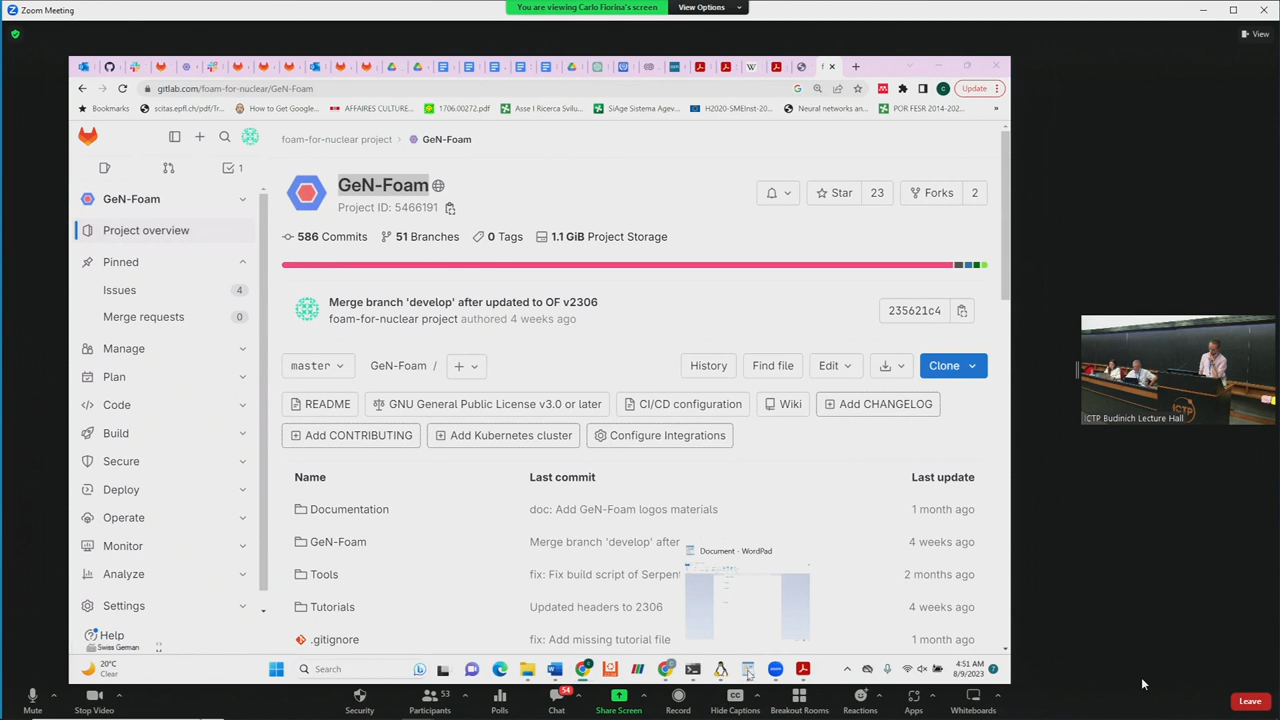 Zoom Meeting
You are viewing Carlo Fiorina's screen
View Options
View
gitlab.com/foam-for-nuclear/GeN-Foam
Update
Bookmarks
scitas.epfl.ch/pdf/Tr...
How to Get Google...
AFFAIRES CULTURE...
1706.00272.pdf
Asse I Ricerca Svilu...
SiAge Sistema Agev...
H2020-SMEInst-20...
Neural networks an...
POR FESR 2014-202...
foam-for-nuclear project
GeN-Foam
1
GeN-Foam
Project overview
Pinned
Issues 4
Merge requests 0
Manage
Plan
Code
Build
Secure
Deploy
Operate
Monitor
Analyze
Settings
Help
Swiss German
GeN-Foam
Project ID: 5466191
Star 23
Forks 2
586 Commits 51 Branches 0 Tags 1.1 GiB Project Storage
Merge branch 'develop' after updated to OF v2306
foam-for-nuclear project authored 4 weeks ago
235621c4
master
GeN-Foam /
History
Find file
Edit
Clone
README
GNU General Public License v3.0 or later
CI/CD configuration
Wiki
Add CHANGELOG
Add CONTRIBUTING
Add Kubernetes cluster
Configure Integrations
Name Last commit Last update
Documentation doc: Add GeN-Foam logos materials 1 month ago
GeN-Foam Merge branch 'develop' after 4 weeks ago
Document - WordPad
Tools fix: Fix build script of Serpent 2 months ago
Tutorials Updated headers to 2306 4 weeks ago
.gitignore fix: Add missing tutorial file 1 month ago
20°C
Clear
Search
4:51 AM
8/9/2023
ICTP Budinich Lecture Hall
ICTP
Mute
Stop Video
Security
Participants
53
Polls
Chat
54
Share Screen
Record
Hide Captions
Breakout Rooms
Reactions
Apps
Whiteboards
Leave